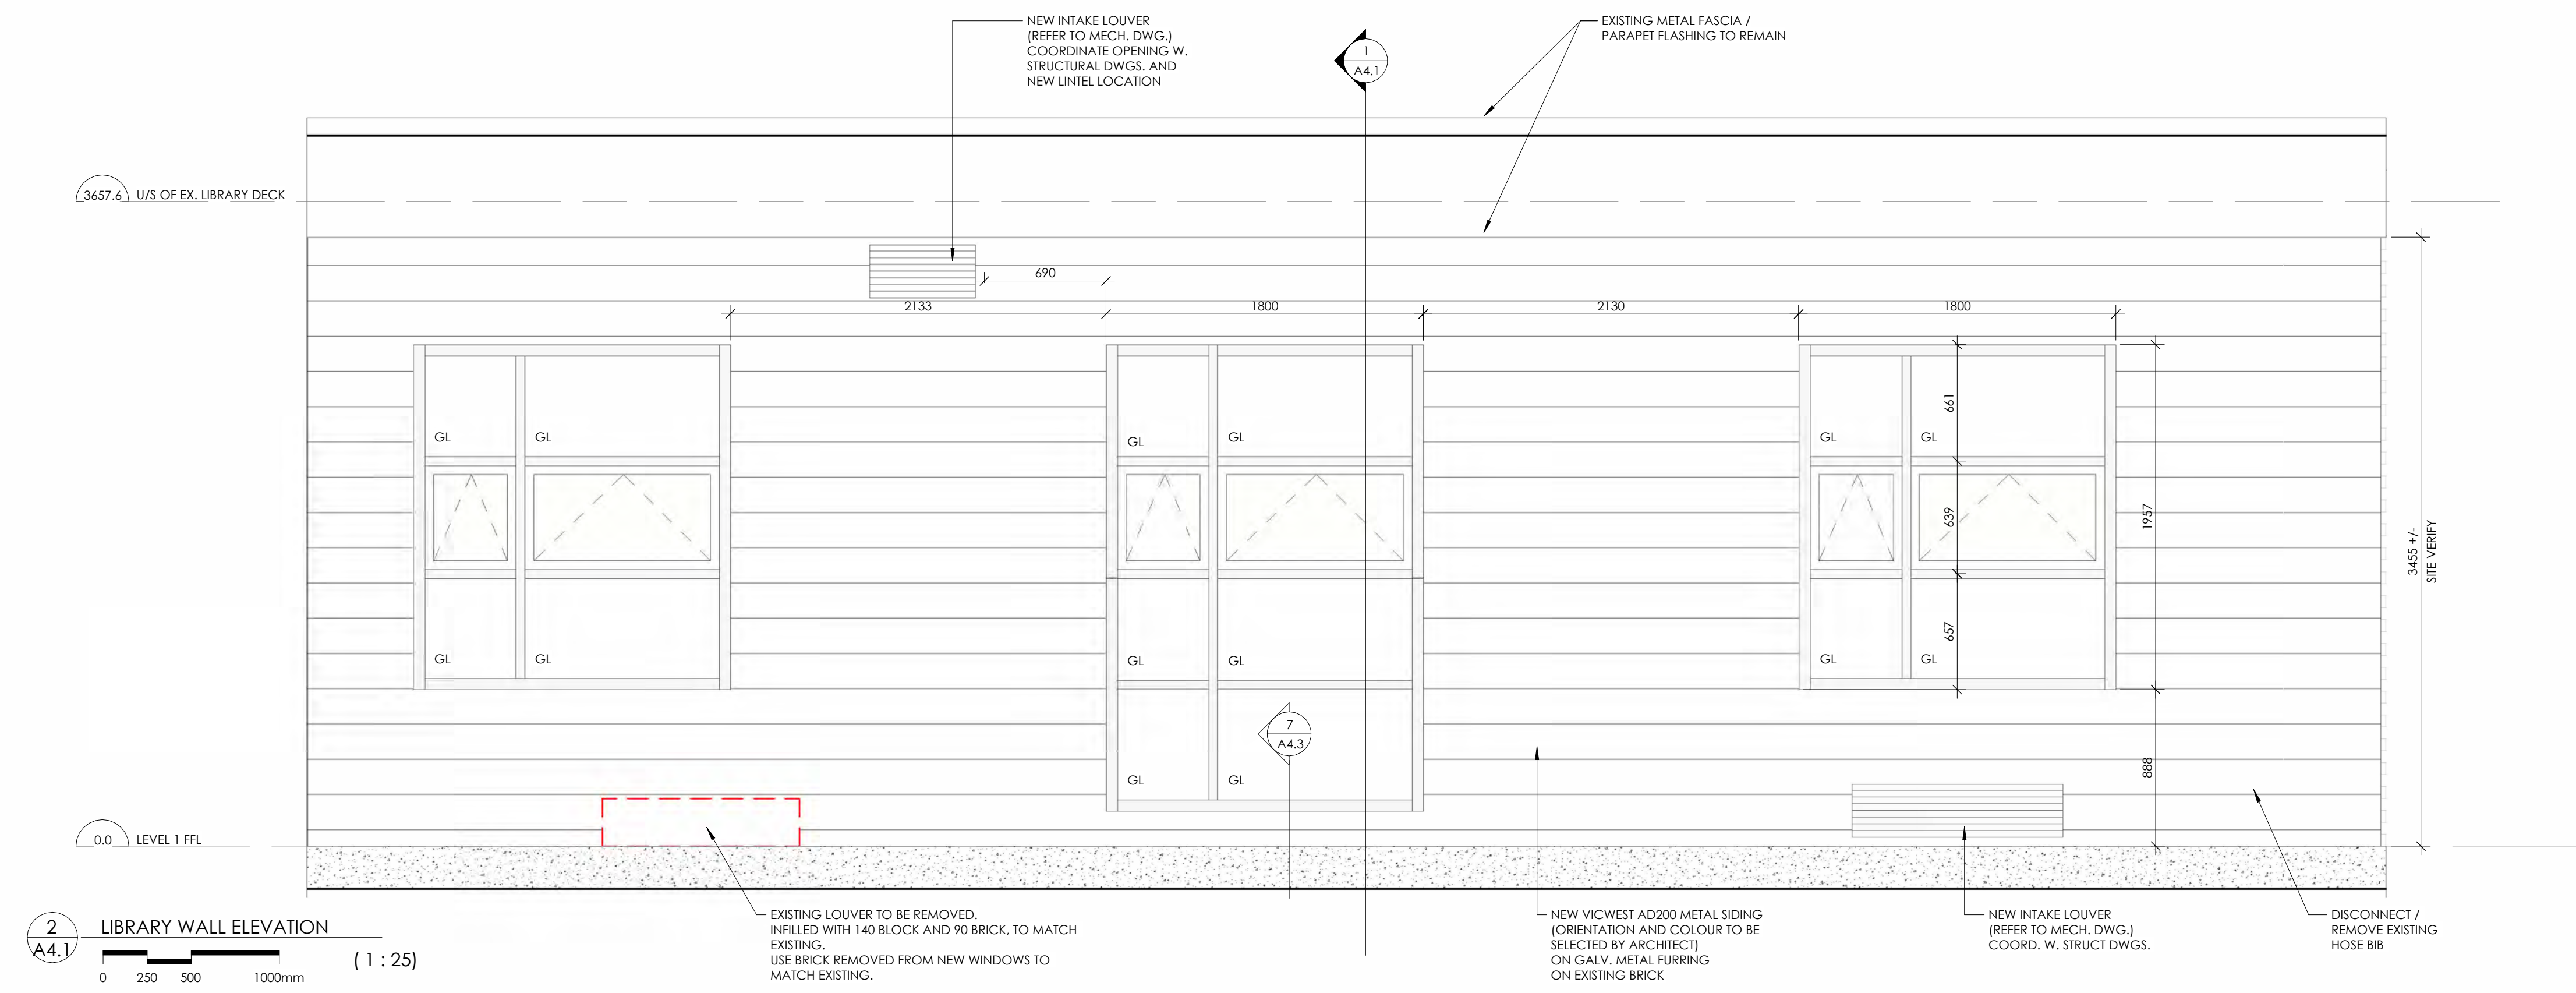 NEW INTAKE LOUVER
(REFER TO MECH. DWG.)
COORDINATE OPENING W.
STRUCTURAL DWGS. AND
NEW LINTEL LOCATION
1
A4.1
EXISTING METAL FASCIA /
PARAPET FLASHING TO REMAIN
3657.6 U/S OF EX. LIBRARY DECK
690
2133
1800
2130
1800
GL
GL
GL
GL
GL
GL
GL
GL
GL
GL
GL
GL
GL
GL
661
639
657
1957
888
3455 +/-
SITE VERIFY
7
A4.3
0.0 LEVEL 1 FFL
EXISTING LOUVER TO BE REMOVED.
INFILLED WITH 140 BLOCK AND 90 BRICK, TO MATCH
EXISTING.
USE BRICK REMOVED FROM NEW WINDOWS TO
MATCH EXISTING.
NEW VICWEST AD200 METAL SIDING
(ORIENTATION AND COLOUR TO BE
SELECTED BY ARCHITECT)
ON GALV. METAL FURRING
ON EXISTING BRICK
NEW INTAKE LOUVER
(REFER TO MECH. DWG.)
COORD. W. STRUCT DWGS.
DISCONNECT /
REMOVE EXISTING
HOSE BIB
2
A4.1
LIBRARY WALL ELEVATION
0 250 500 1000mm
( 1 : 25)